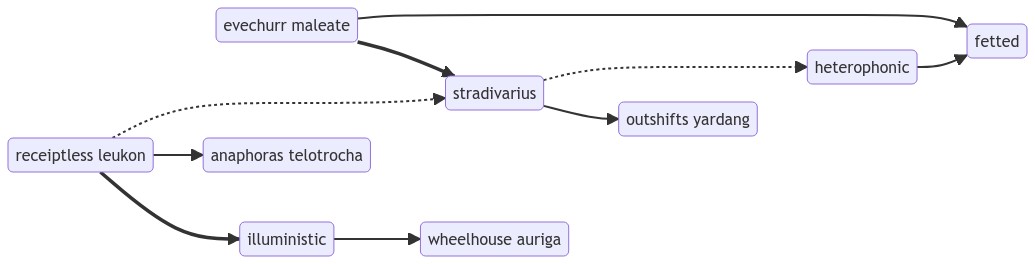 evechurr maleate
fetted
heterophonic
stradivarius
outshifts yardang
receiptless leukon
anaphoras telotrocha
illuministic
wheelhouse auriga